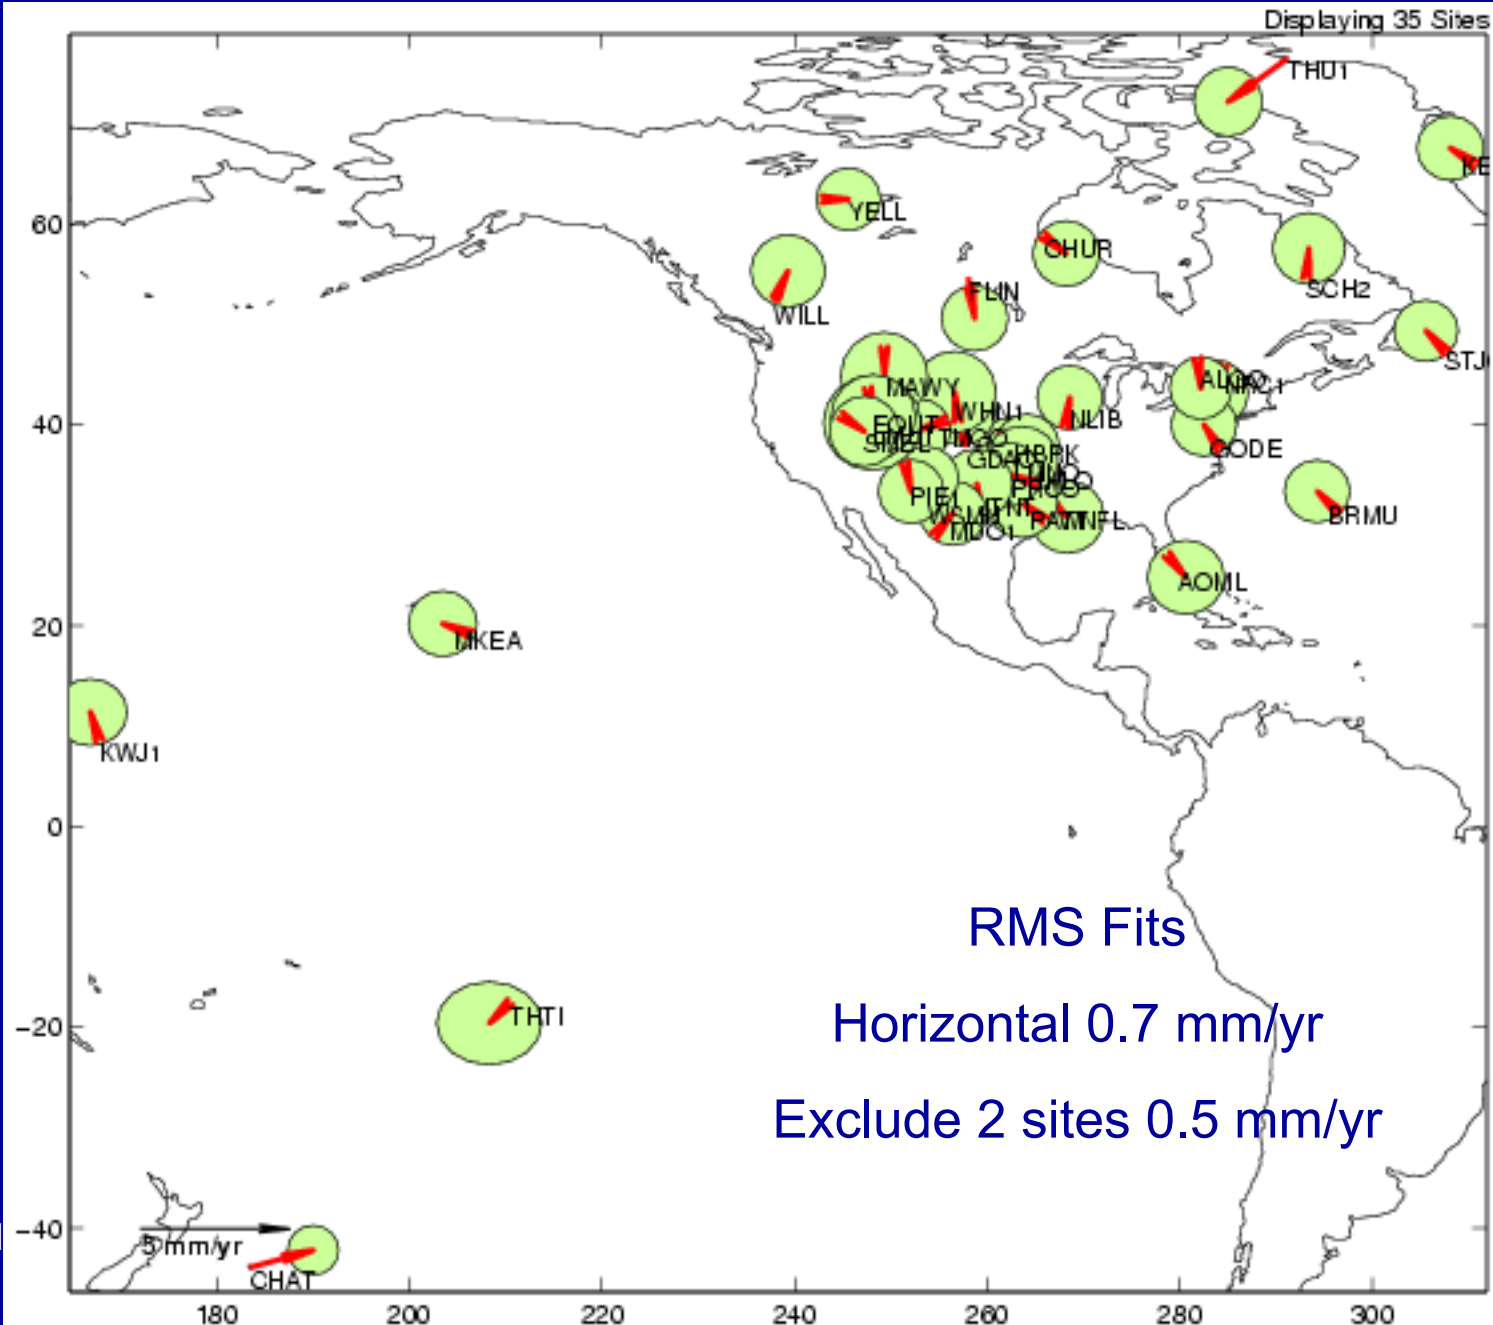 Displaying 35 Sites
THU1
KE
YELL
CHUR
SCH2
FLIN
WILL
STJ
MAWY
WHN1
NLIB
GODE
BRMU
PIE1
MDO1
AOML
MKEA
KWJ1
THTI
CHAT
5 mm/yr
RMS Fits
Horizontal 0.7 mm/yr
Exclude 2 sites 0.5 mm/yr
60
40
20
0
−20
−40
180
200
220
240
260
280
300